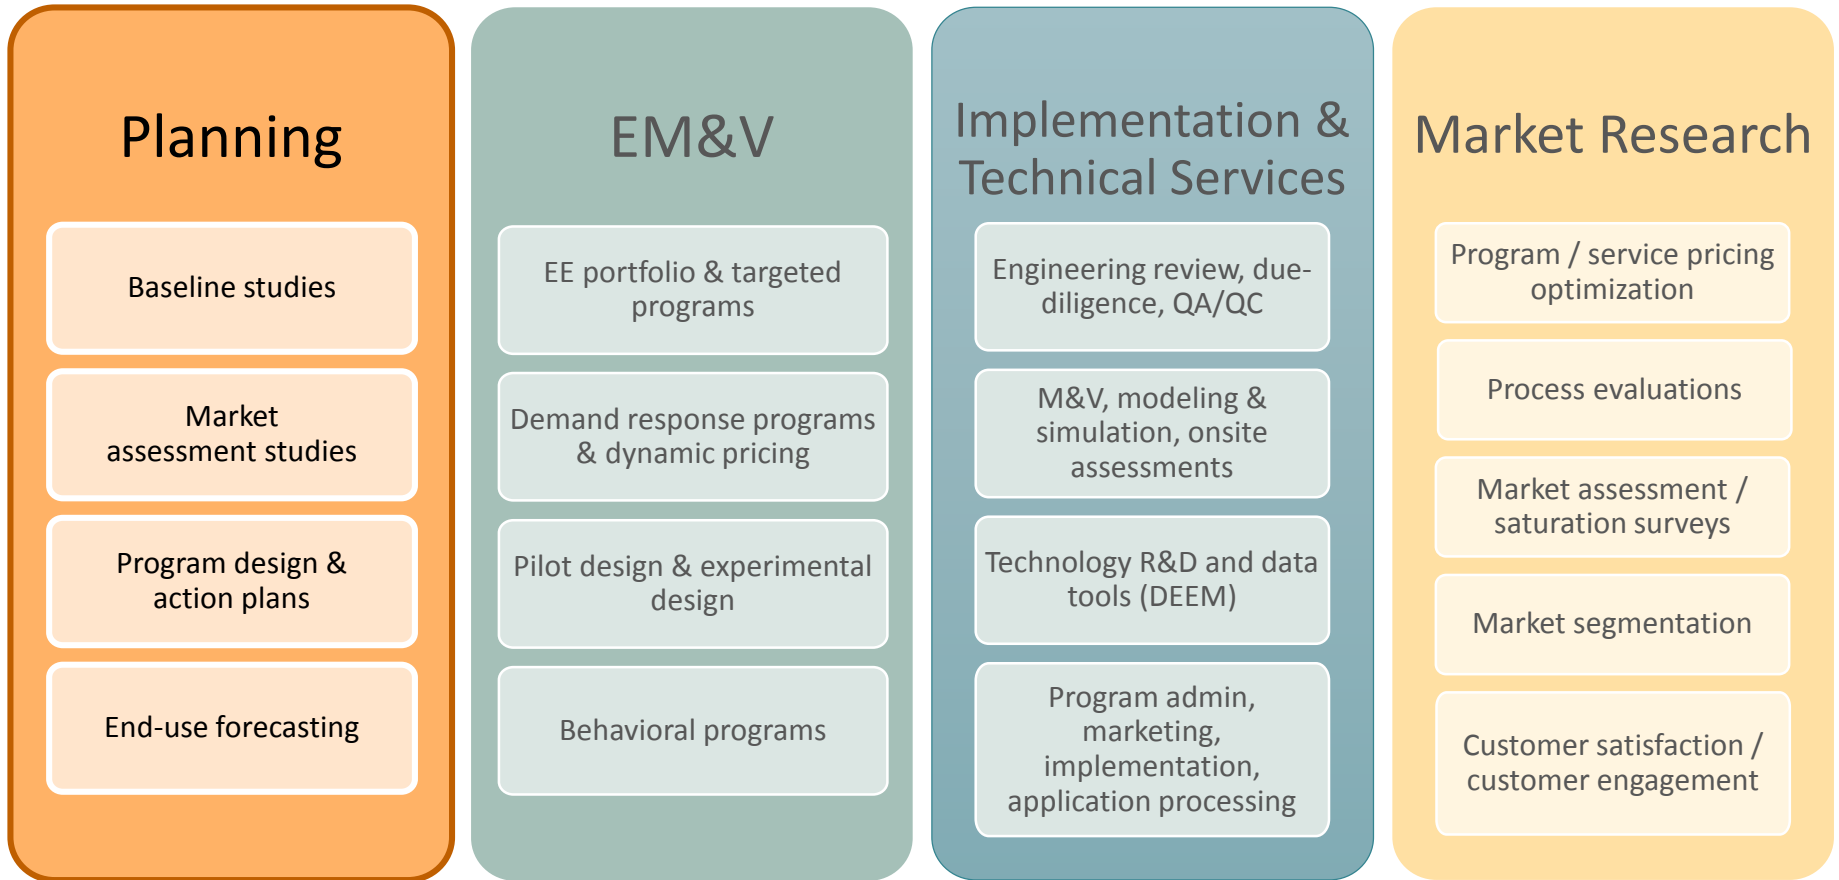 Planning
Baseline studies
Market
assessment studies
Program design &
action plans
End-use forecasting
EM&V
EE portfolio & targeted
programs
Demand response programs
& dynamic pricing
Pilot design & experimental
design
Behavioral programs
Implementation &
Technical Services
Engineering review, due-
diligence, QA/QC
M&V, modeling &
simulation, onsite
assessments
Technology R&D and data
tools (DEEM)
Program admin,
marketing,
implementation,
application processing
Market Research
Program / service pricing
optimization
Process evaluations
Market assessment /
saturation surveys
Market segmentation
Customer satisfaction /
customer engagement